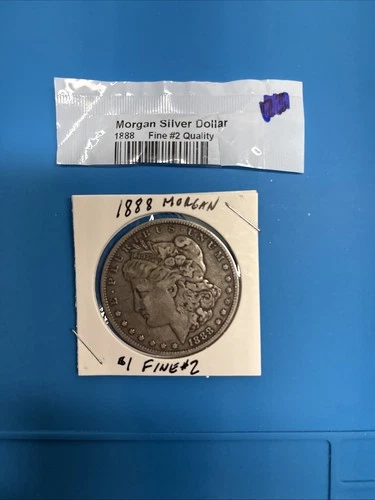 Morgan Silver Dollar
1888 Fine #2 Quality
1888 MORGAN
E·PLURIBUS·UNUM
1888
$1 FINE #2